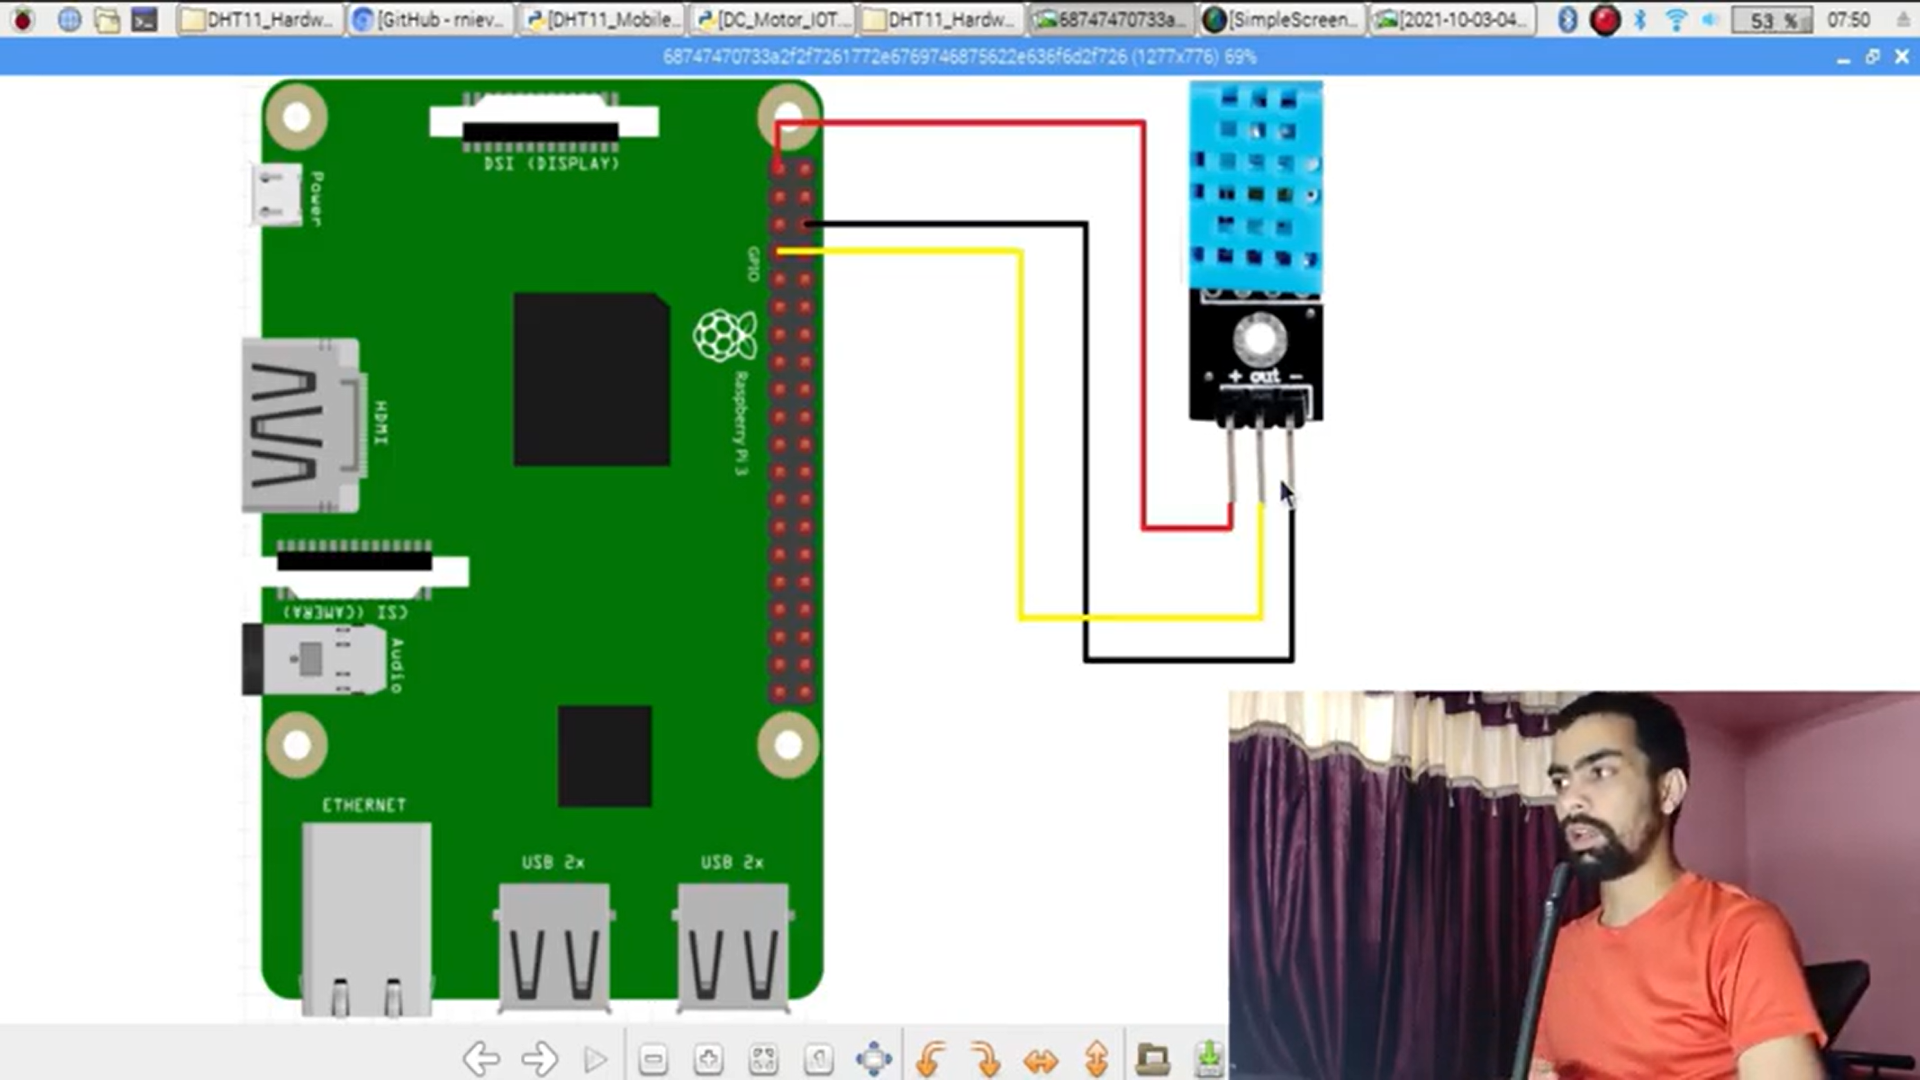 DHT11_Hardw...
[GitHub - rniev...
[DHT11_Mobile...
[DC_Motor_IOT...
DHT11_Hardw...
68747470733a...
[SimpleScreen...
[2021-10-03-04...
53 %
07:50
68747470733a2f2f7261772e6769746875622e636f6d2f726 (1277x776) 69%
DSI (DISPLAY)
Power
GPIO
+ out −
Raspberry Pi 3
HDMI
CSI (CAMERA)
Audio
ETHERNET
USB 2x
USB 2x